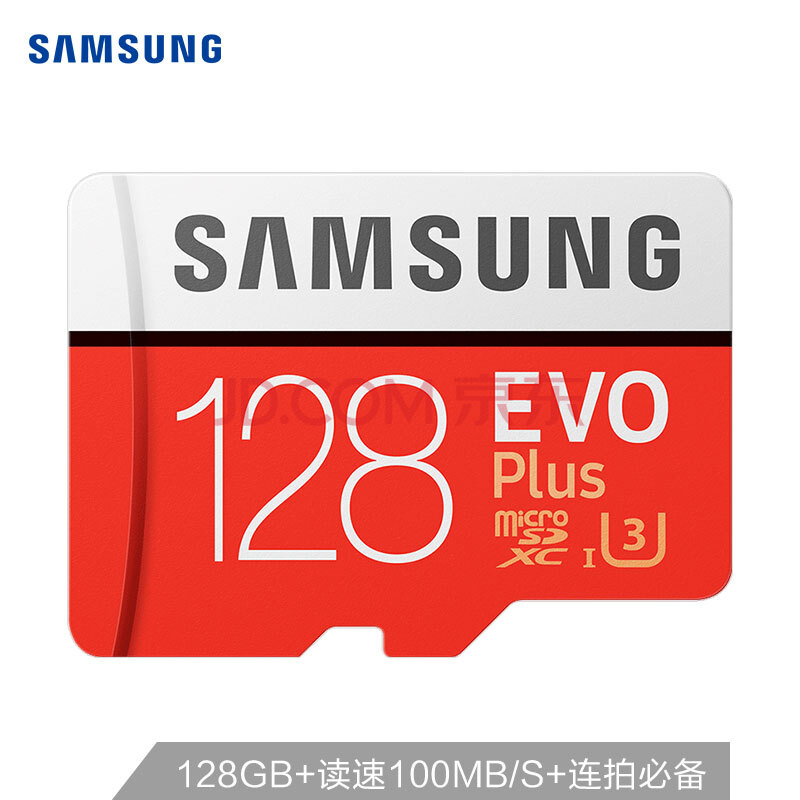 SAMSUNG
SAMSUNG
128 EVO
Plus
micro
SD
XC I U3
JD.COM 京东
128GB+读速100MB/S+连拍必备